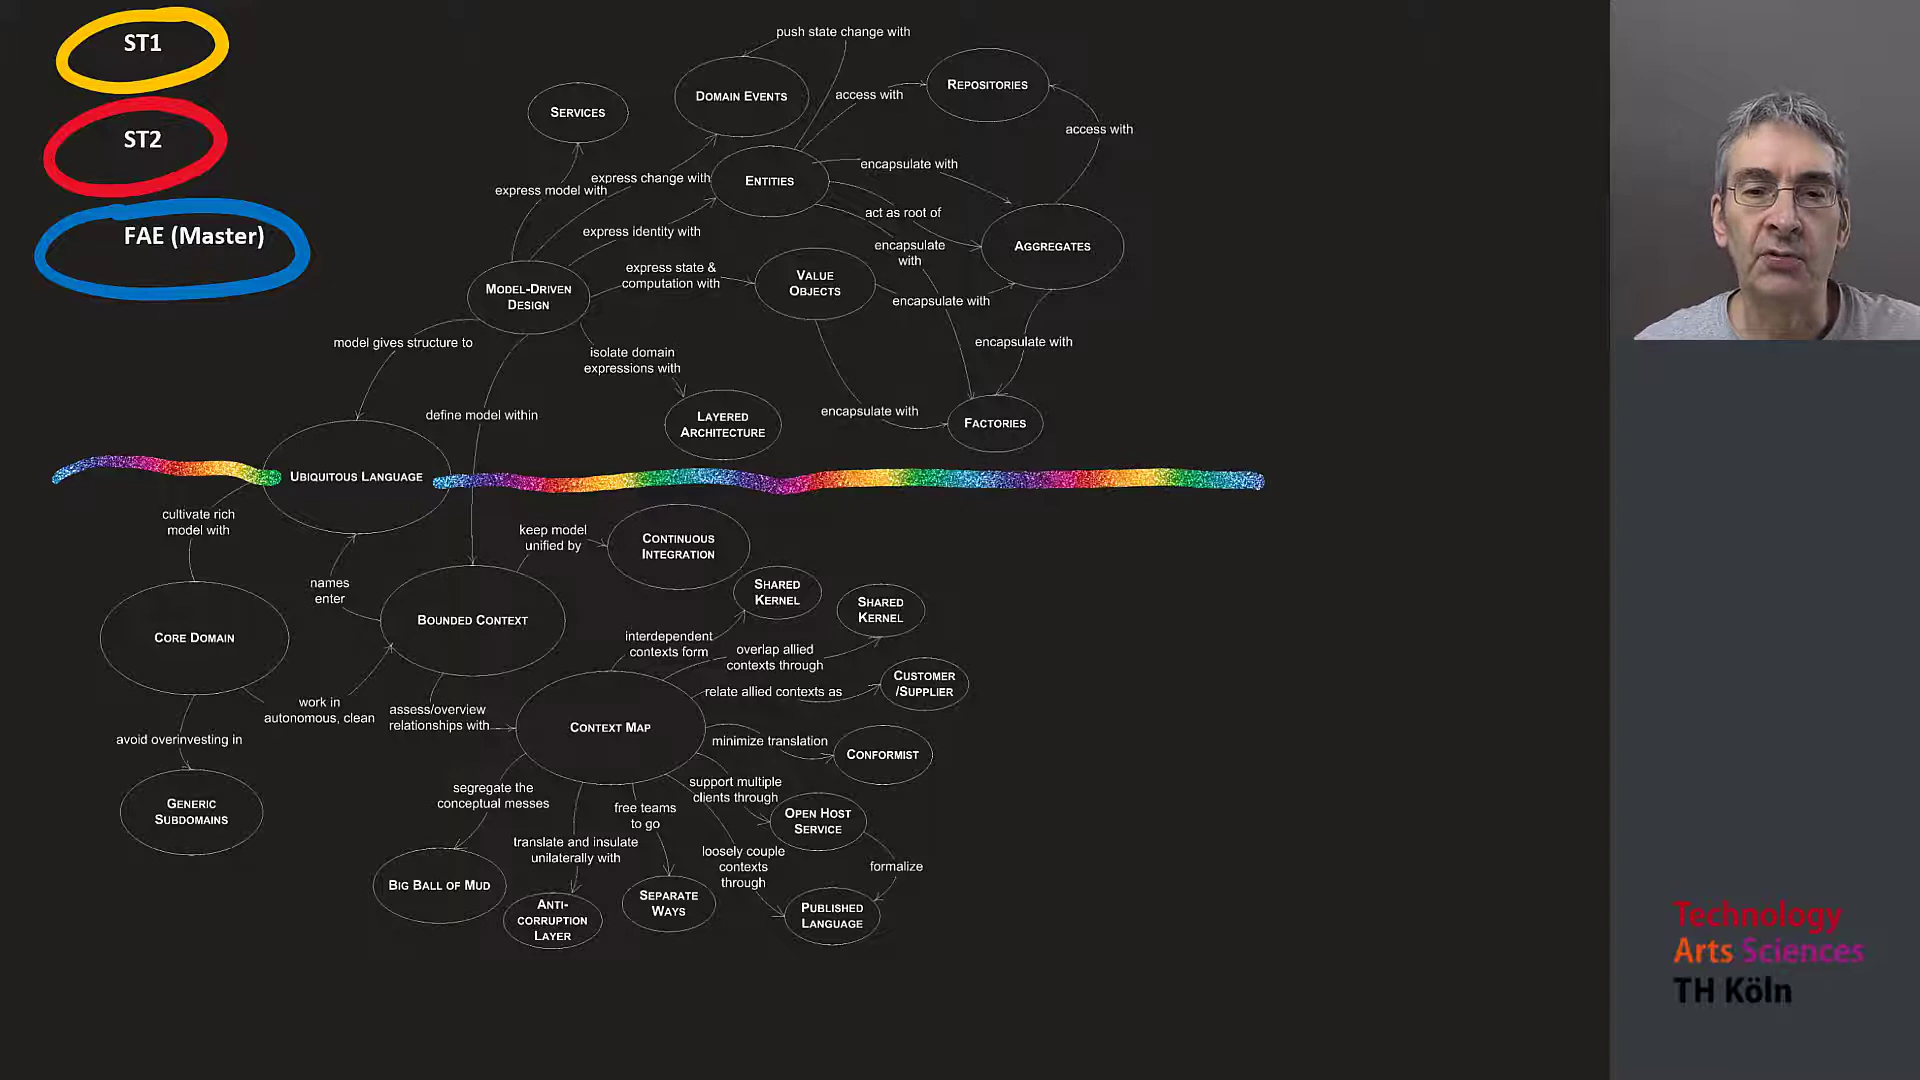 ST1
ST2
FAE (Master)
push state change with
DOMAIN EVENTS
REPOSITORIES
access with
SERVICES
access with
encapsulate with
express change with
ENTITIES
express model with
act as root of
express identity with
encapsulate
with
AGGREGATES
express state &
computation with
VALUE
OBJECTS
MODEL-DRIVEN
DESIGN
encapsulate with
model gives structure to
encapsulate with
isolate domain
expressions with
define model within
LAYERED
ARCHITECTURE
encapsulate with
FACTORIES
UBIQUITOUS LANGUAGE
cultivate rich
model with
keep model
unified by
CONTINUOUS
INTEGRATION
names
enter
SHARED
KERNEL
SHARED
KERNEL
BOUNDED CONTEXT
CORE DOMAIN
interdependent
contexts form
overlap allied
contexts through
relate allied contexts as
CUSTOMER
/SUPPLIER
work in
autonomous, clean
assess/overview
relationships with
CONTEXT MAP
avoid overinvesting in
minimize translation
CONFORMIST
segregate the
conceptual messes
support multiple
clients through
GENERIC
SUBDOMAINS
free teams
to go
OPEN HOST
SERVICE
translate and insulate
unilaterally with
loosely couple
contexts
through
formalize
BIG BALL OF MUD
ANTI-
CORRUPTION
LAYER
SEPARATE
WAYS
PUBLISHED
LANGUAGE
Technology
Arts Sciences
TH Köln